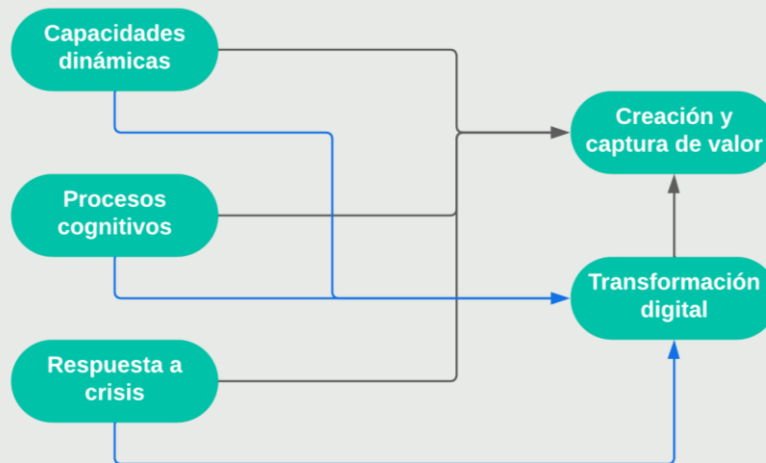 Capacidades
dinámicas
Creación y
captura de valor
Procesos
cognitivos
Transformación
digital
Respuesta a
crisis